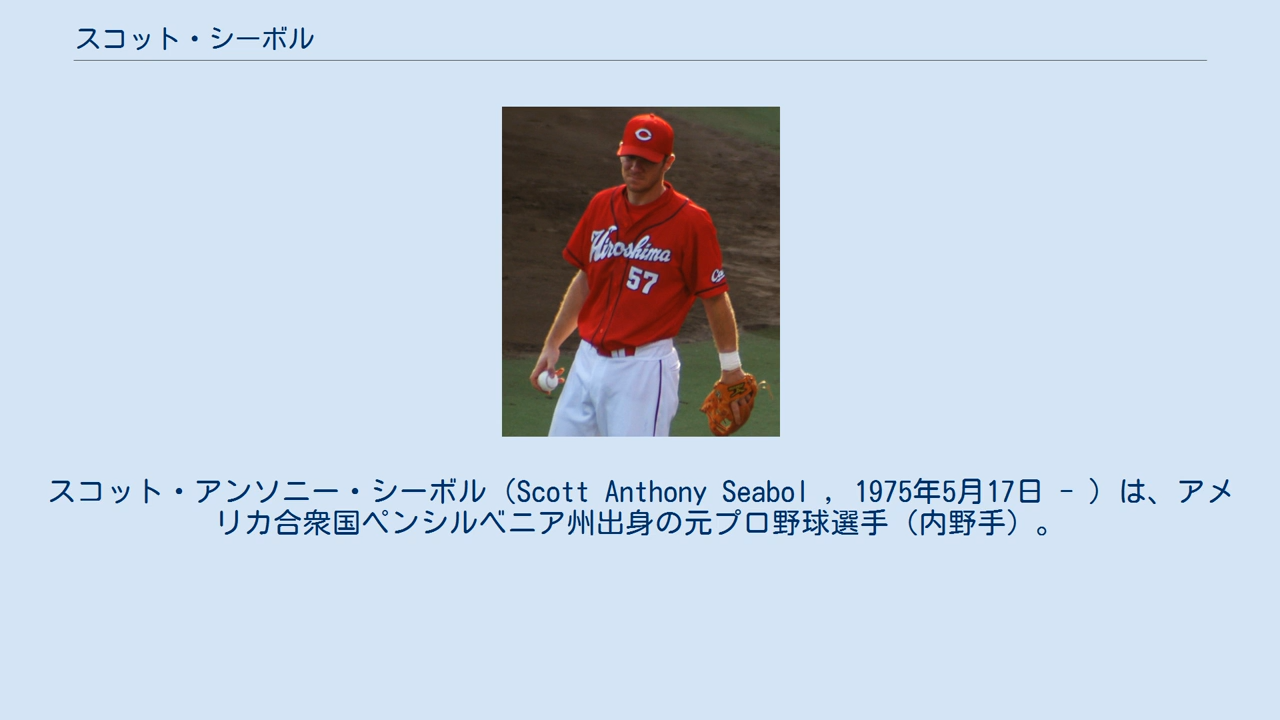 スコット・シーボル
Hiroshima
57
スコット・アンソニー・シーボル（Scott Anthony Seabol , 1975年5月17日 - ）は、アメ
リカ合衆国ペンシルベニア州出身の元プロ野球選手（内野手）。